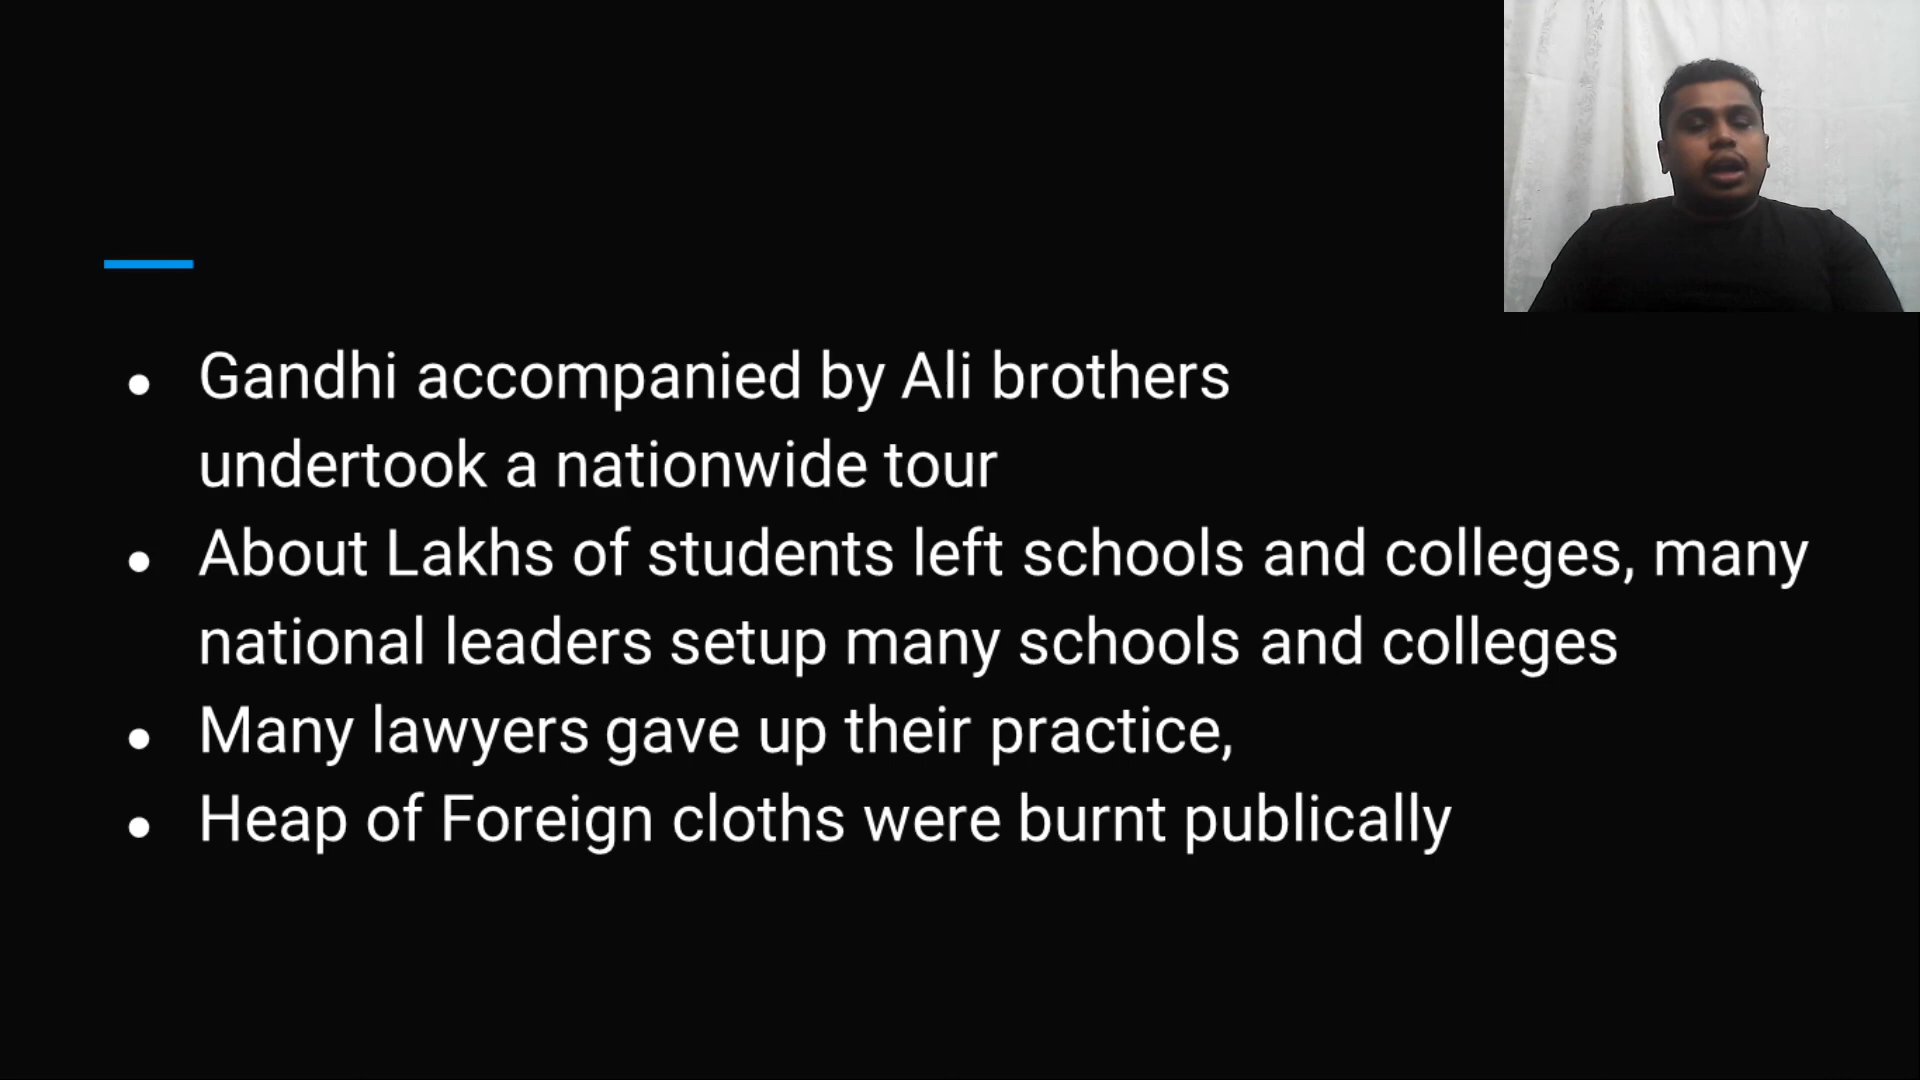 ● Gandhi accompanied by Ali brothers
undertook a nationwide tour
● About Lakhs of students left schools and colleges, many
national leaders setup many schools and colleges
● Many lawyers gave up their practice,
● Heap of Foreign cloths were burnt publically